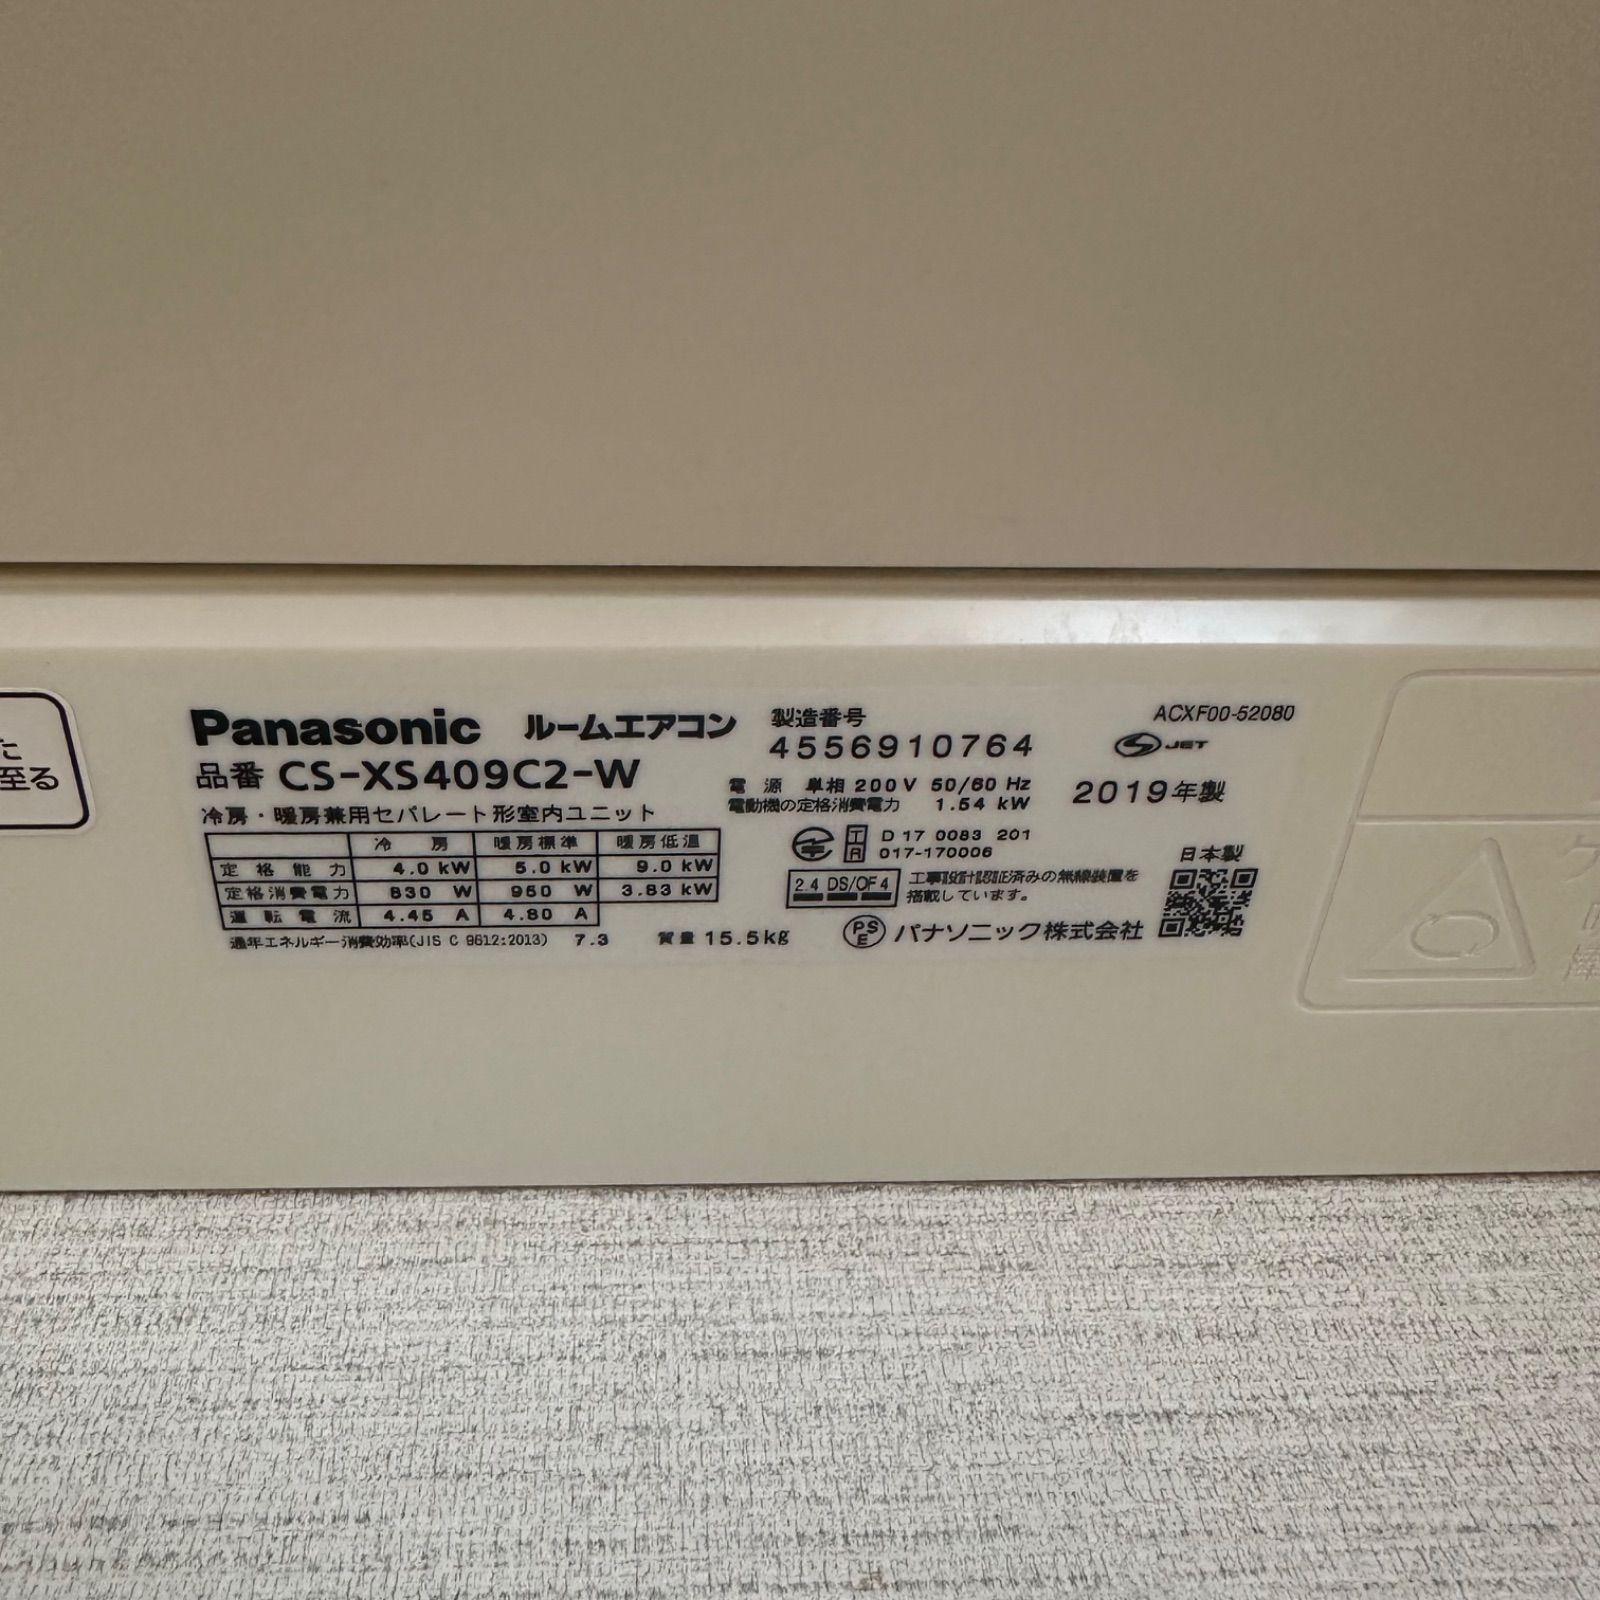 Panasonic ルームエアコン
品番 CS-XS409C2-W
冷房・暖房兼用セパレート形室内ユニット
冷房 暖房標準 暖房低温
定格能力 4.0 kW 5.0 kW 9.0 kW
定格消費電力 830 W 950 W 3.83 kW
運転電流 4.45 A 4.80 A
通年エネルギー消費効率(JIS C 9612:2013) 7.3 質量 15.5kg
製造番号
4556910764
電源 単相 200V 50/60 Hz
電動機の定格消費電力 1.54 kW
T D 17 0083 201
R 017-170006
2.4 DS/OF4
工事設計認証済みの無線装置を
搭載しています。
PSE パナソニック株式会社
ACXF00-52080
S JET
2019年製
日本製
た
至る